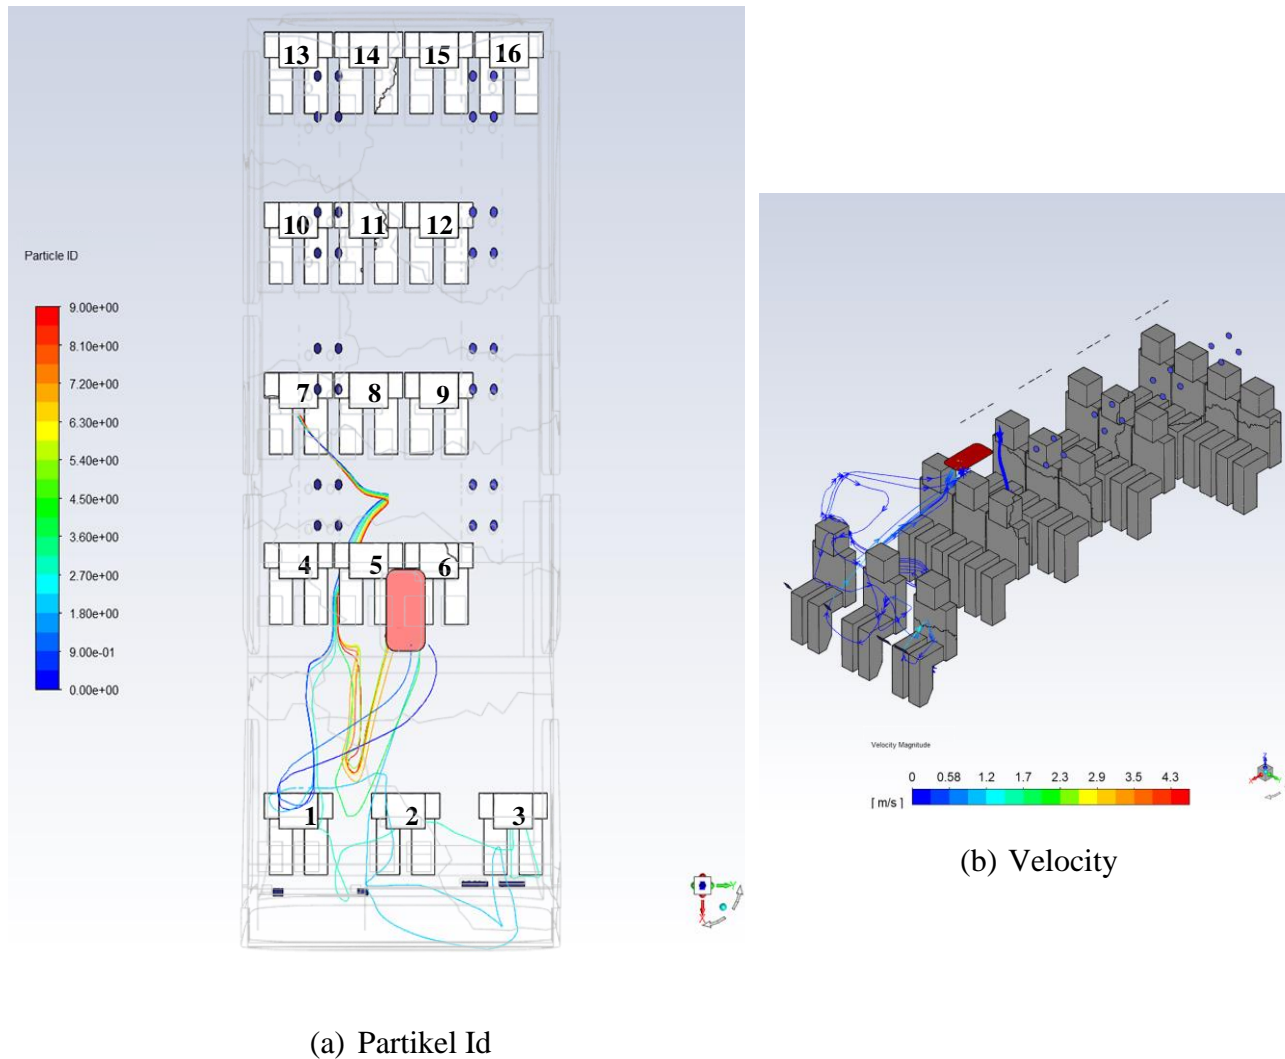 13 14 15 16
10 11 12
Particle ID
9.00e+00
8.10e+00
7.20e+00
6.30e+00
5.40e+00
4.50e+00
3.60e+00
2.70e+00
1.80e+00
9.00e-01
0.00e+00
7 8 9
4 5 6
1 2 3
Y
X
(a) Partikel Id
Velocity Magnitude
0 0.58 1.2 1.7 2.3 2.9 3.5 4.3
[ m/s ]
Z
X Y
(b) Velocity